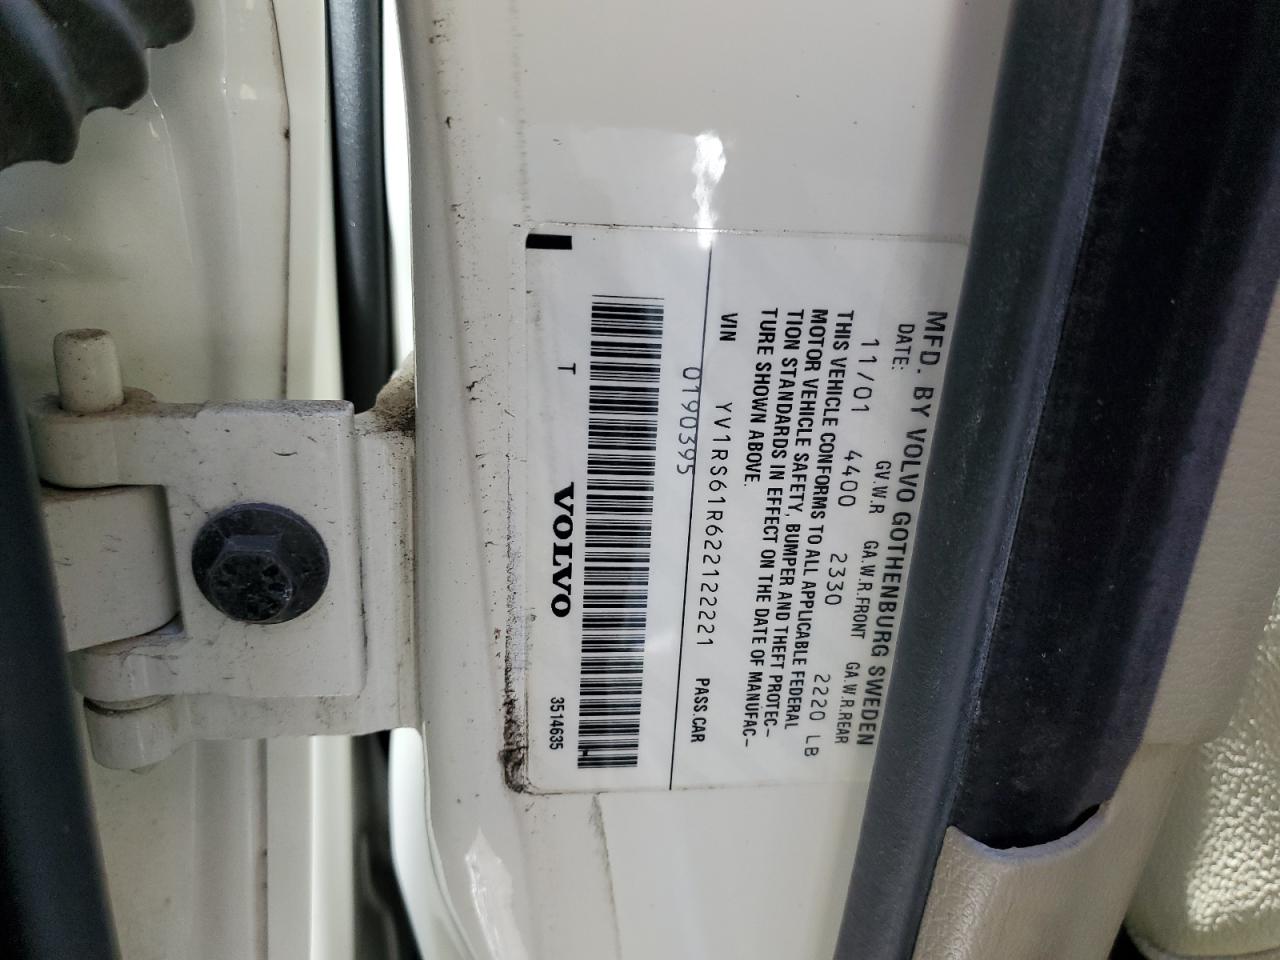 MFD. BY VOLVO GOTHENBURG SWEDEN
DATE: GV.W.R GA.W.R.FRONT GA.W.R.REAR
11/01 4400 2330 2220 LB
THIS VEHICLE CONFORMS TO ALL APPLICABLE FEDERAL
MOTOR VEHICLE SAFETY, BUMPER AND THEFT PROTEC-
TION STANDARDS IN EFFECT ON THE DATE OF MANUFAC-
TURE SHOWN ABOVE.
VIN YV1RS61R622122221 PASS.CAR
0190395
T VOLVO 3514635